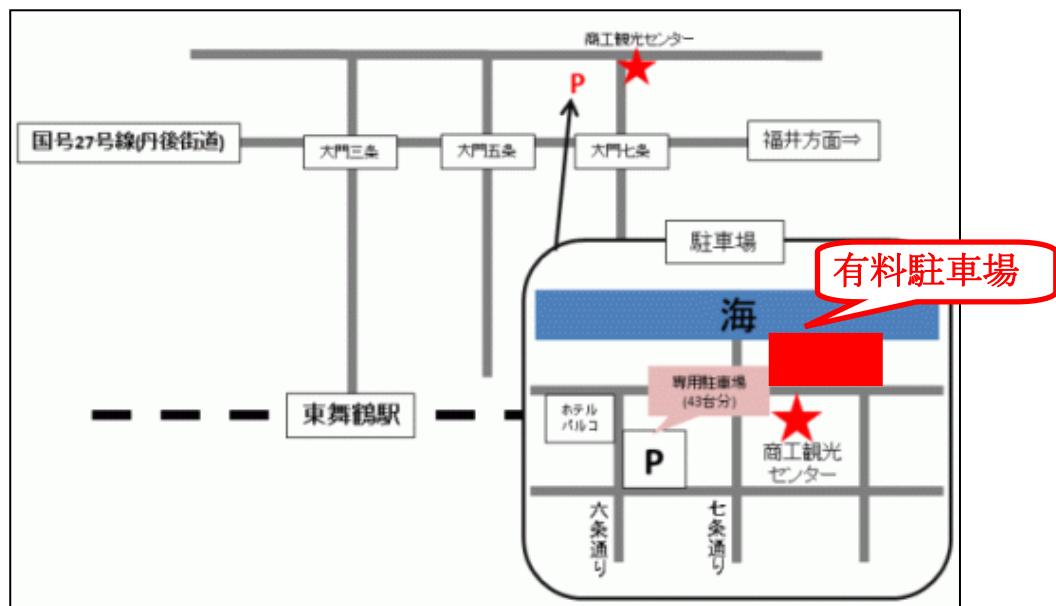 商工観光センター
P
国号27号線(丹後街道)
大門三条
大門五条
大門七条
福井方面⇒
駐車場
有料駐車場
海
専用駐車場
(43台分)
東舞鶴駅
ホテル
パルコ
P
商工観光
センター
六条通り
七条通り